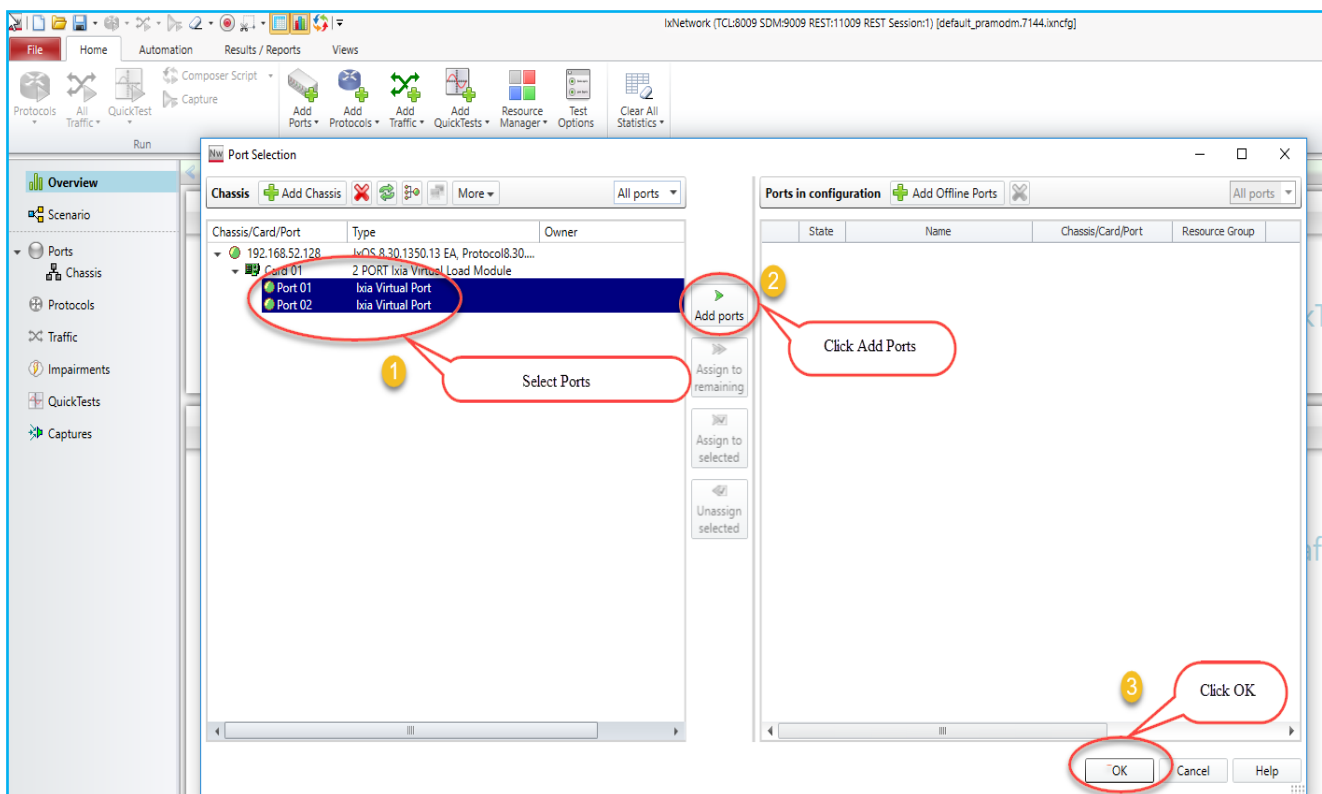 IxNetwork (TCL:8009 SDM:9009 REST:11009 REST Session:1) [default_pramodm.7144.ixncfg]
File Home Automation Results / Reports Views
Protocols
All Traffic
QuickTest
Composer Script
Capture
Add Ports
Add Protocols
Add Traffic
Add QuickTests
Resource Manager
Test Options
Clear All Statistics
Run
Overview
Scenario
Ports
Chassis
Protocols
Traffic
Impairments
QuickTests
Captures
Nw Port Selection
Chassis Add Chassis More All ports
Chassis/Card/Port Type Owner
192.168.52.128 IxOS 8.30.1350.13 EA, Protocol8.30....
Card 01 2 PORT Ixia Virtual Load Module
Port 01 Ixia Virtual Port
Port 02 Ixia Virtual Port
1
Select Ports
Add ports
Assign to remaining
Assign to selected
Unassign selected
2
Click Add Ports
Ports in configuration Add Offline Ports All ports
State Name Chassis/Card/Port Resource Group
3
Click OK
OK Cancel Help